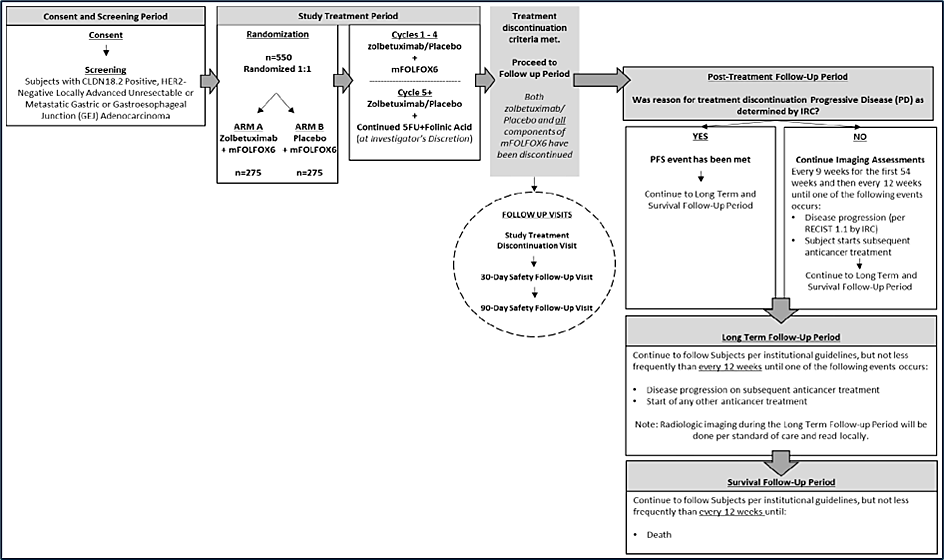 Consent and Screening Period
Consent
Screening
Subjects with CLDN18.2 Positive, HER2-
Negative Locally Advanced Unresectable or
Metastatic Gastric or Gastroesophageal
Junction (GEJ) Adenocarcinoma
Study Treatment Period
Randomization
n=550
Randomized 1:1
ARM A
Zolbetuximab
+ mFOLFOX6
n=275
ARM B
Placebo
+ mFOLFOX6
n=275
Cycles 1 - 4
zolbetuximab/Placebo
+
mFOLFOX6
Cycle 5+
Zolbetuximab/Placebo
+
Continued 5FU+Folinic Acid
(at Investigator's Discretion)
Treatment
discontinuation
criteria met.
Proceed to
Follow up Period
Both
zolbetuximab/
Placebo and all
components of
mFOLFOX6 have
been discontinued
FOLLOW UP VISITS
Study Treatment
Discontinuation Visit
30-Day Safety Follow-Up Visit
90-Day Safety Follow-Up Visit
Post-Treatment Follow-Up Period
Was reason for treatment discontinuation Progressive Disease (PD) as
determined by IRC?
YES
PFS event has been met
Continue to Long Term and
Survival Follow-Up Period
NO
Continue Imaging Assessments
Every 9 weeks for the first 54
weeks and then every 12 weeks
until one of the following events
occurs:
• Disease progression (per
RECIST 1.1 by IRC)
• Subject starts subsequent
anticancer treatment
Continue to Long Term and
Survival Follow-Up Period
Long Term Follow-Up Period
Continue to follow Subjects per institutional guidelines, but not less
frequently than every 12 weeks until one of the following events occurs:
• Disease progression on subsequent anticancer treatment
• Start of any other anticancer treatment
Note: Radiologic imaging during the Long Term Follow-up Period will be
done per standard of care and read locally.
Survival Follow-Up Period
Continue to follow Subjects per institutional guidelines, but not less
frequently than every 12 weeks until:
• Death